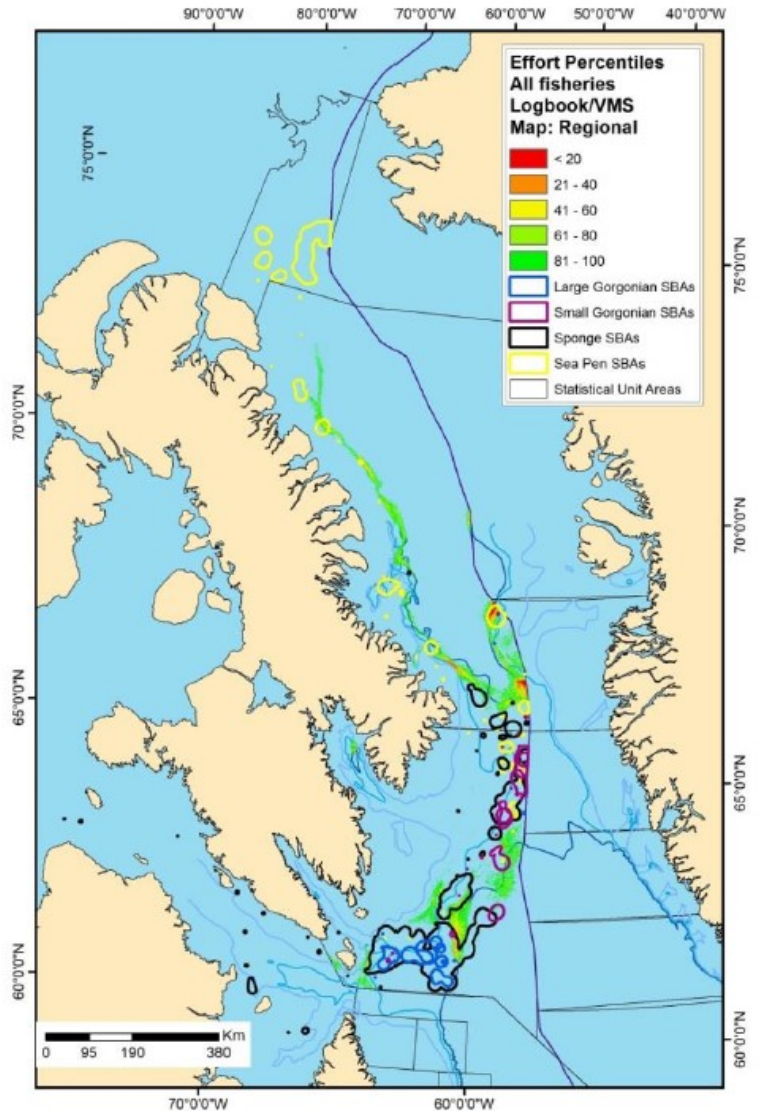 90°0'0"W 80°0'0"W 70°0'0"W 60°0'0"W 50°0'0"W 40°0'0"W
Effort Percentiles
All fisheries
Logbook/VMS
Map: Regional
< 20
21 - 40
41 - 60
61 - 80
81 - 100
Large Gorgonian SBAs
Small Gorgonian SBAs
Sponge SBAs
Sea Pen SBAs
Statistical Unit Areas
75°0'0"N
75°0'0"N
70°0'0"N
70°0'0"N
65°0'0"N
65°0'0"N
60°0'0"N
60°0'0"N
Km
0 95 190 380
70°0'0"W 60°0'0"W